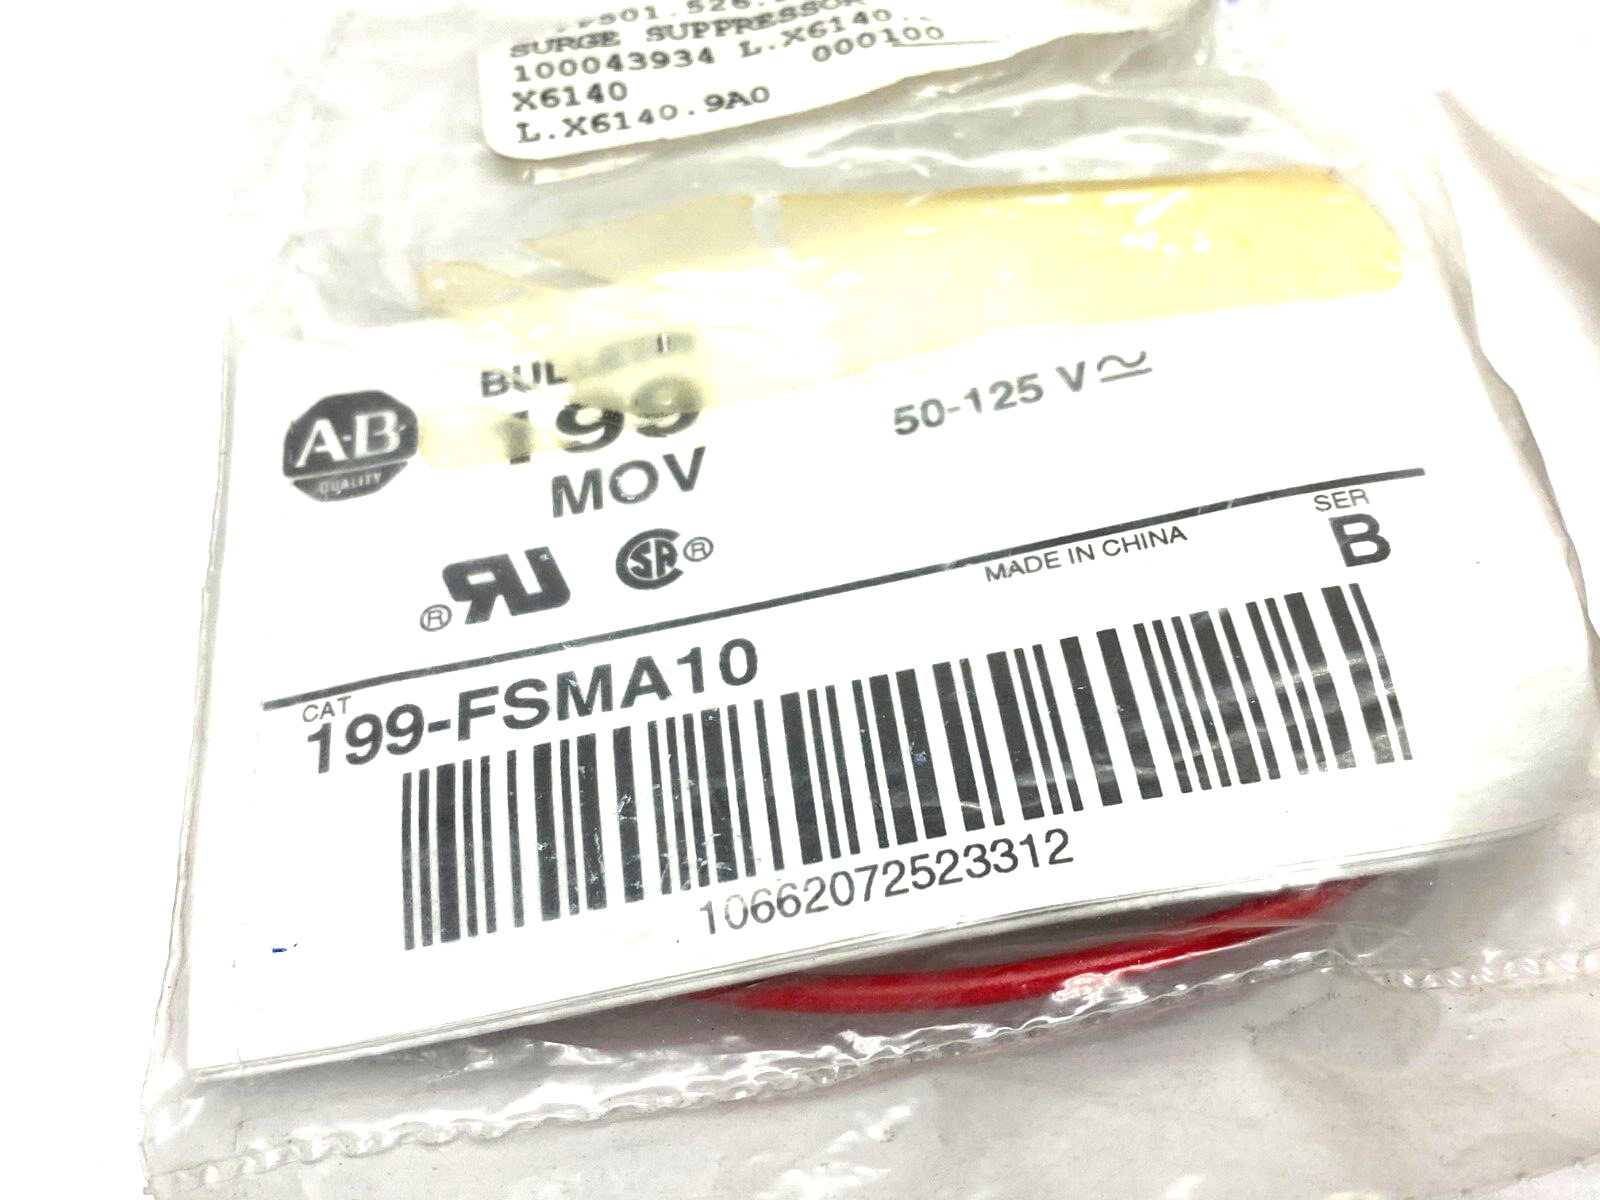 SURGE SUPPRESSOR
100043934 L.X6140.
X6140 000100
L.X6140.9A0
A-B
QUALITY
199
MOV
50-125 V
®
®
MADE IN CHINA
SER
B
CAT
199-FSMA10
10662072523312